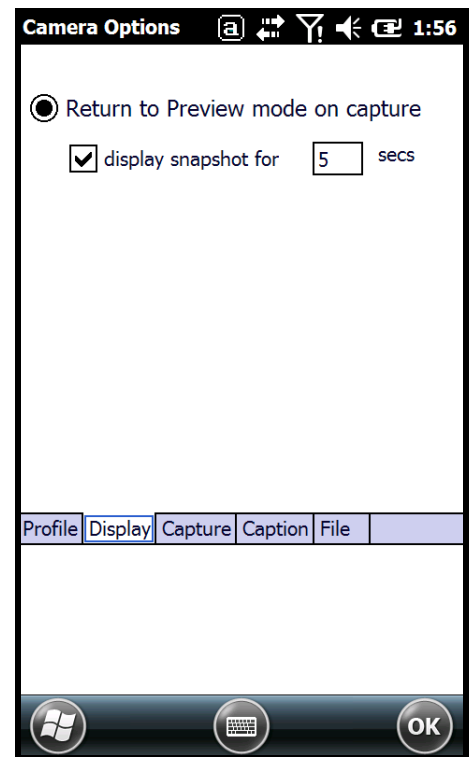 Camera Options a 1:56
Return to Preview mode on capture
display snapshot for 5 secs
Profile Display Capture Caption File
OK